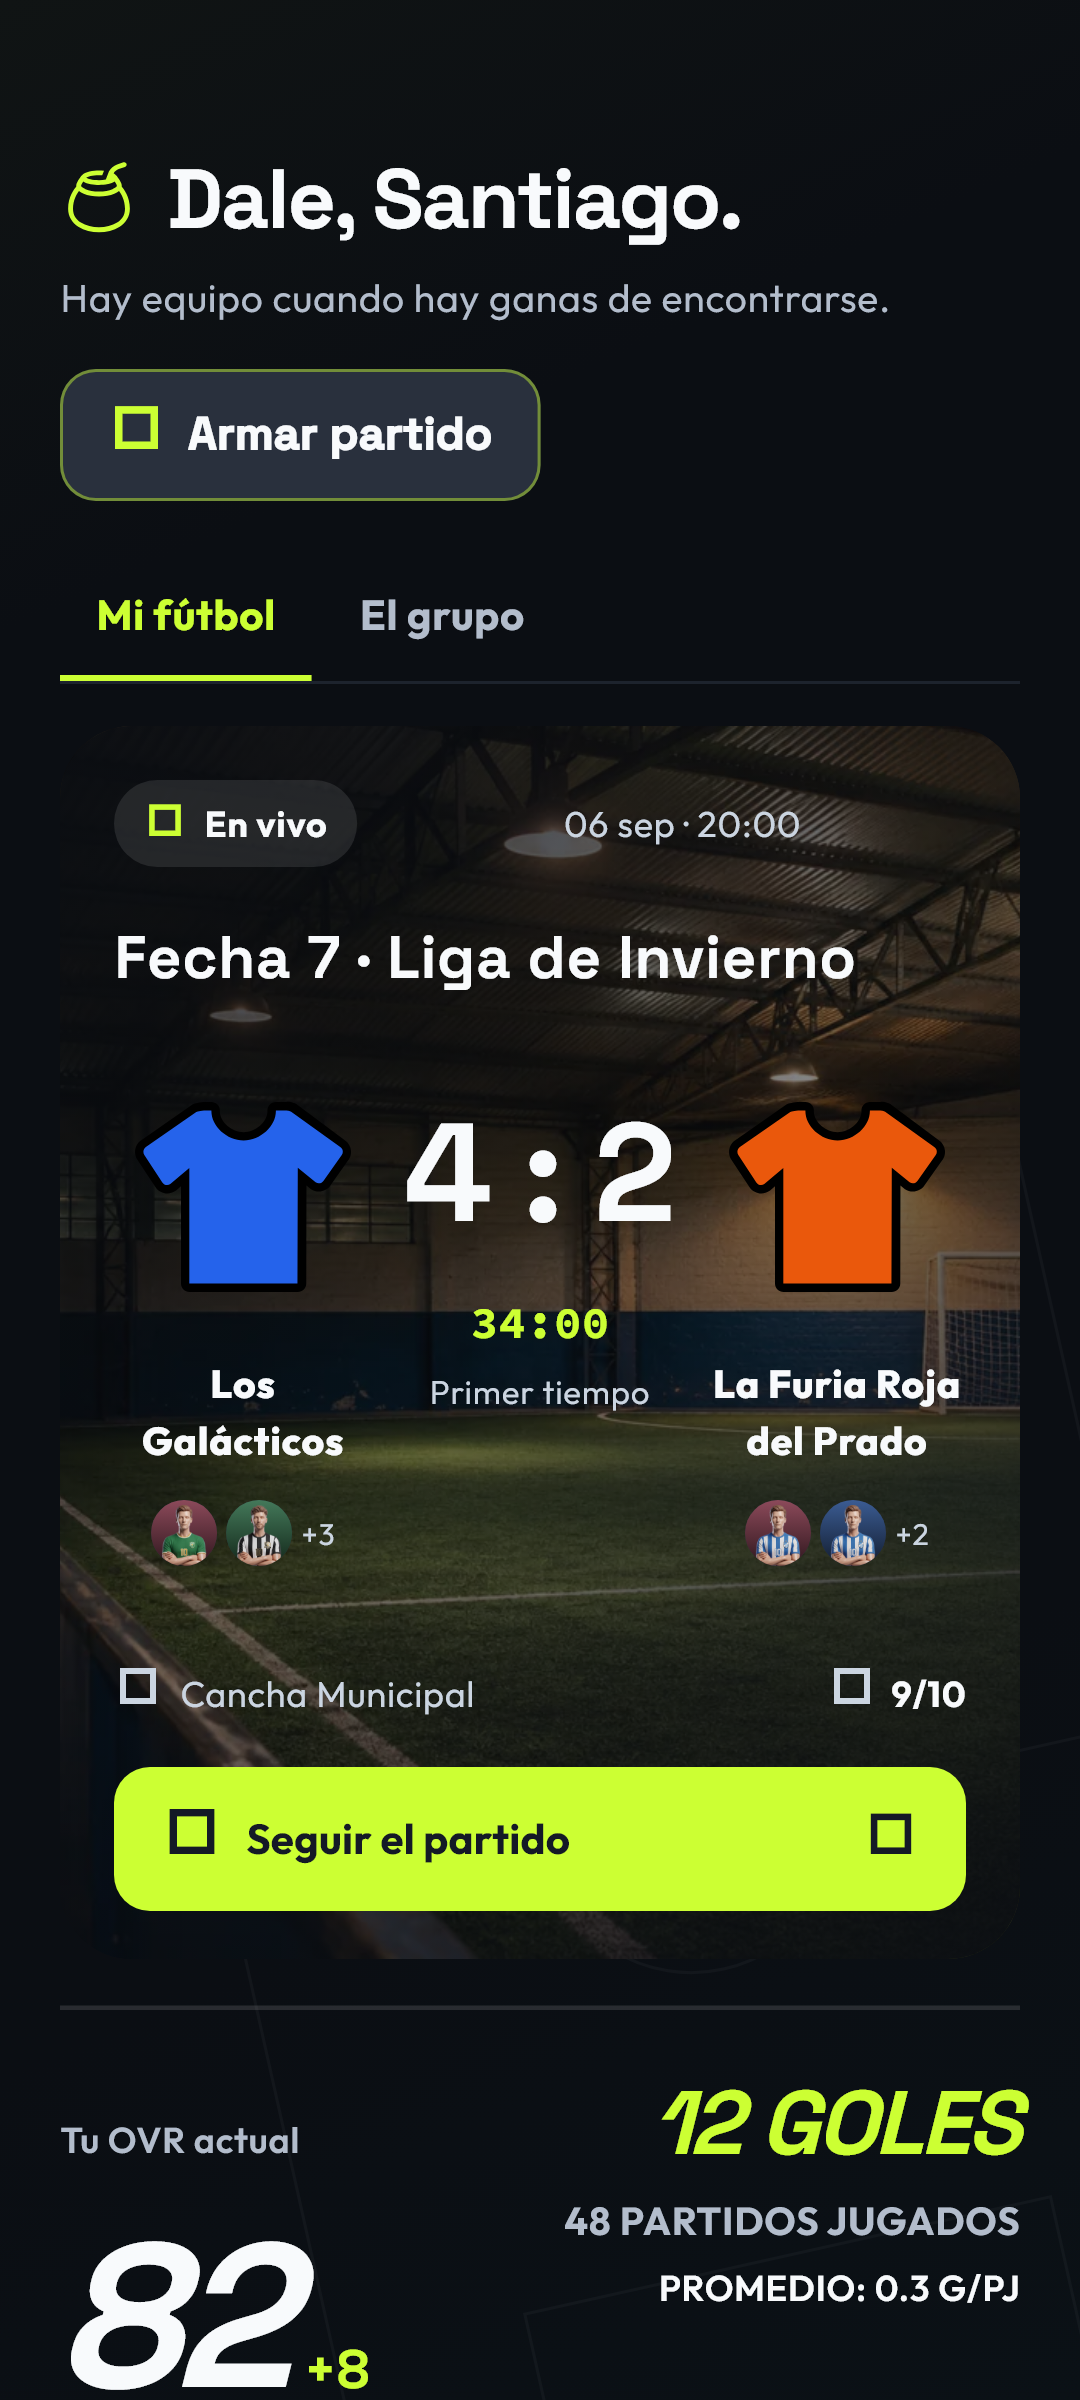 Dale, Santiago.
Hay equipo cuando hay ganas de encontrarse.
Armar partido
Mi fútbol
El grupo
En vivo
06 sep · 20:00
Fecha 7 · Liga de Invierno
4 : 2
34:00
Primer tiempo
Los
Galácticos
La Furia Roja
del Prado
+3
+2
Cancha Municipal
9/10
Seguir el partido
Tu OVR actual
12 GOLES
48 PARTIDOS JUGADOS
PROMEDIO: 0.3 G/PJ
82
+8